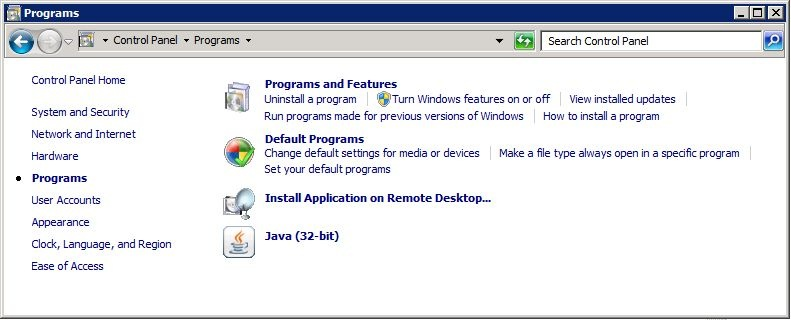 Programs
Control Panel Programs
Search Control Panel
Control Panel Home
System and Security
Network and Internet
Hardware
Programs
User Accounts
Appearance
Clock, Language, and Region
Ease of Access
Programs and Features
Uninstall a program Turn Windows features on or off View installed updates
Run programs made for previous versions of Windows How to install a program
Default Programs
Change default settings for media or devices Make a file type always open in a specific program
Set your default programs
Install Application on Remote Desktop...
Java (32-bit)